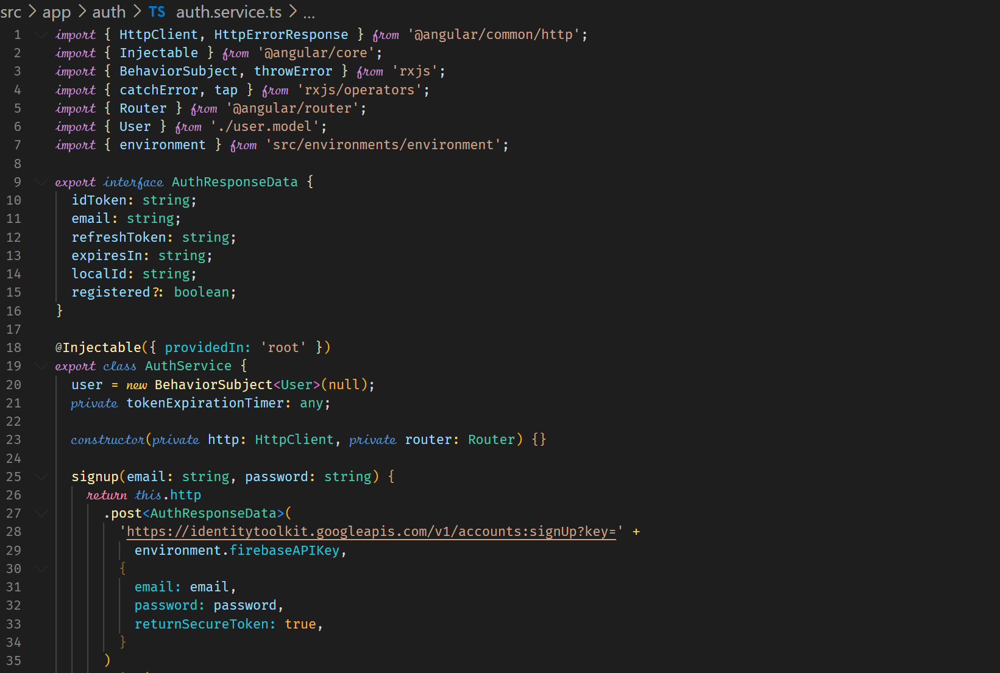 src > app > auth > TS auth.service.ts > ...
1 import { HttpClient, HttpErrorResponse } from '@angular/common/http';
2 import { Injectable } from '@angular/core';
3 import { BehaviorSubject, throwError } from 'rxjs';
4 import { catchError, tap } from 'rxjs/operators';
5 import { Router } from '@angular/router';
6 import { User } from './user.model';
7 import { environment } from 'src/environments/environment';
8
9 export interface AuthResponseData {
10 idToken: string;
11 email: string;
12 refreshToken: string;
13 expiresIn: string;
14 localId: string;
15 registered?: boolean;
16 }
17
18 @Injectable({ providedIn: 'root' })
19 export class AuthService {
20 user = new BehaviorSubject<User>(null);
21 private tokenExpirationTimer: any;
22
23 constructor(private http: HttpClient, private router: Router) {}
24
25 signup(email: string, password: string) {
26 return this.http
27 .post<AuthResponseData>(
28 'https://identitytoolkit.googleapis.com/v1/accounts:signUp?key=' +
29 environment.firebaseAPIKey,
30 {
31 email: email,
32 password: password,
33 returnSecureToken: true,
34 }
35 )